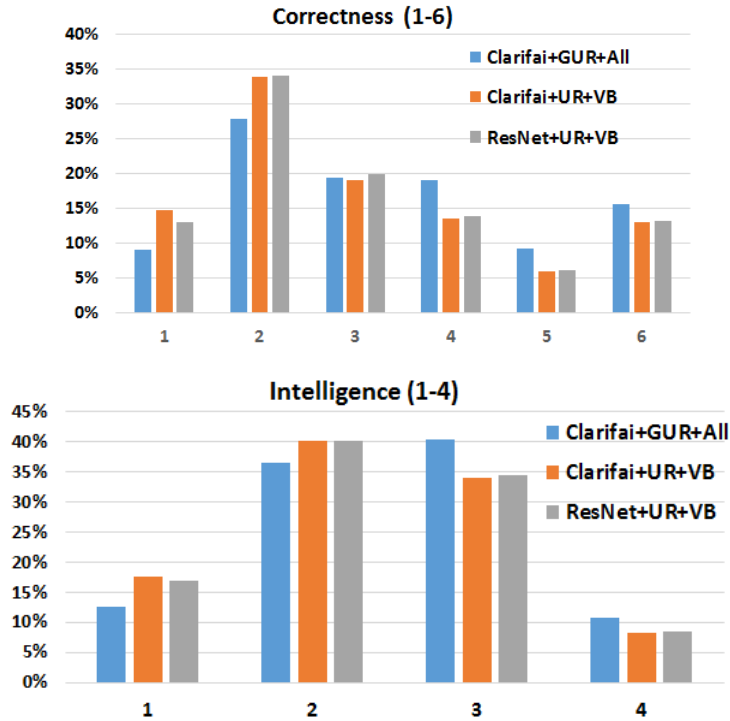 Correctness (1-6)
40%
35%
30%
25%
20%
15%
10%
5%
0%
Clarifai+GUR+All
Clarifai+UR+VB
ResNet+UR+VB
1 2 3 4 5 6
Intelligence (1-4)
45%
40%
35%
30%
25%
20%
15%
10%
5%
0%
Clarifai+GUR+All
Clarifai+UR+VB
ResNet+UR+VB
1 2 3 4